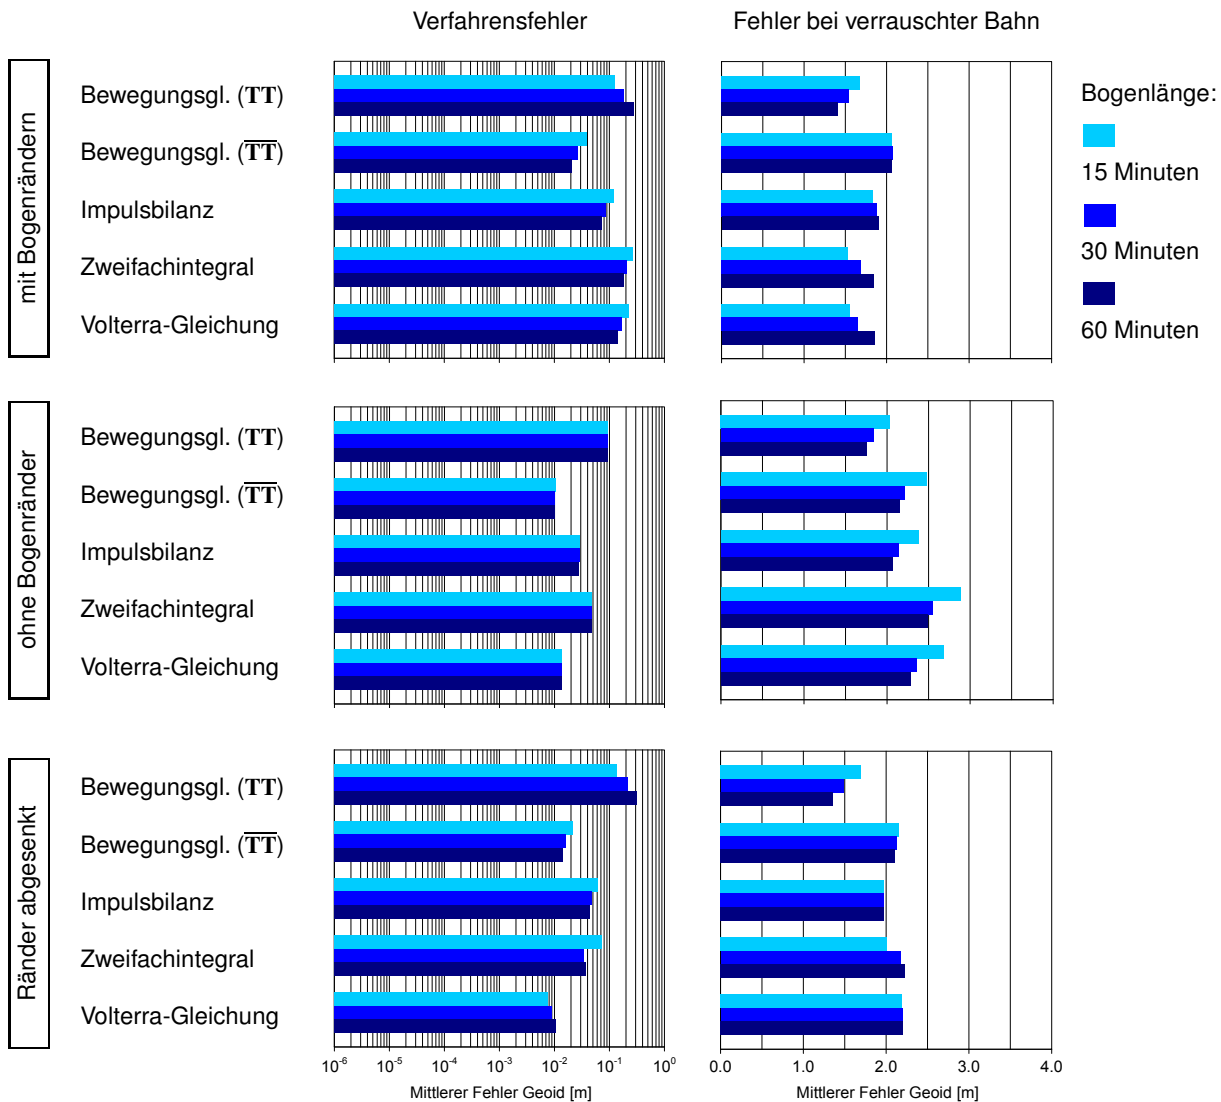 Verfahrensfehler
Fehler bei verrauschter Bahn
mit Bogenrändern
Bewegungsgl. (TT)
Bewegungsgl. (T̅T̅)
Impulsbilanz
Zweifachintegral
Volterra-Gleichung
Bogenlänge:
15 Minuten
30 Minuten
60 Minuten
ohne Bogenränder
Bewegungsgl. (TT)
Bewegungsgl. (T̅T̅)
Impulsbilanz
Zweifachintegral
Volterra-Gleichung
Ränder abgesenkt
Bewegungsgl. (TT)
Bewegungsgl. (T̅T̅)
Impulsbilanz
Zweifachintegral
Volterra-Gleichung
10⁻⁶ 10⁻⁵ 10⁻⁴ 10⁻³ 10⁻² 10⁻¹ 10⁰
Mittlerer Fehler Geoid [m]
0.0 1.0 2.0 3.0 4.0
Mittlerer Fehler Geoid [m]